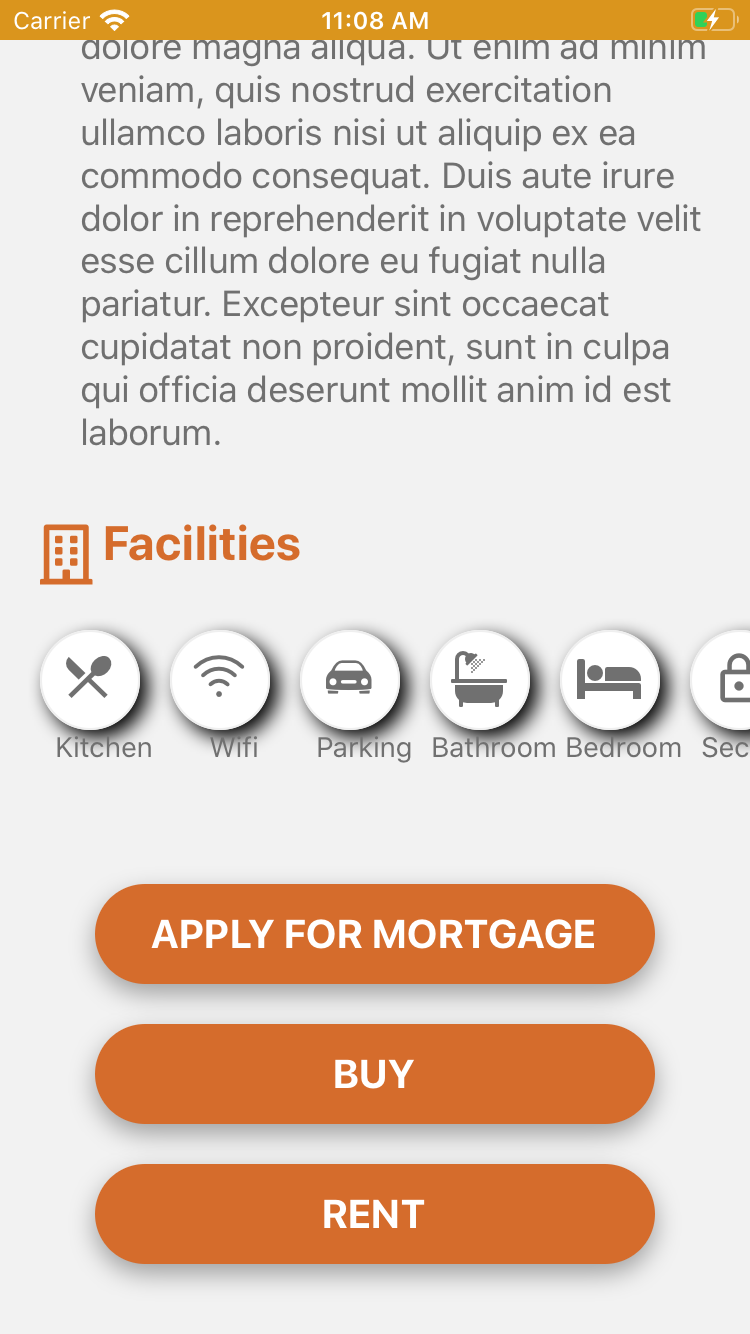 Carrier 11:08 AM
dolore magna aliqua. Ut enim ad minim
veniam, quis nostrud exercitation
ullamco laboris nisi ut aliquip ex ea
commodo consequat. Duis aute irure
dolor in reprehenderit in voluptate velit
esse cillum dolore eu fugiat nulla
pariatur. Excepteur sint occaecat
cupidatat non proident, sunt in culpa
qui officia deserunt mollit anim id est
laborum.
Facilities
Kitchen Wifi Parking Bathroom Bedroom Sec
APPLY FOR MORTGAGE
BUY
RENT